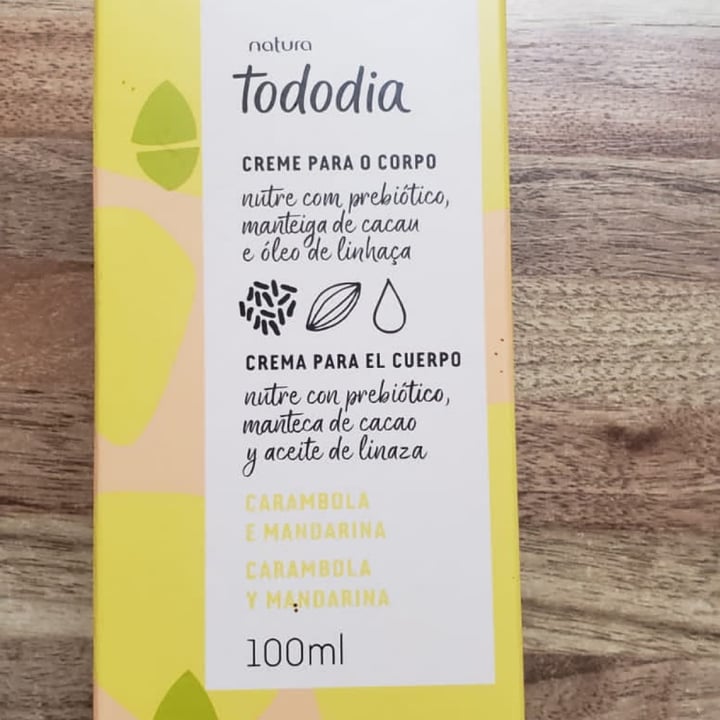 natura
tododia
CREME PARA O CORPO
nutre com prebiótico,
manteiga de cacau
e óleo de linhaça
CREMA PARA EL CUERPO
nutre con prebiótico,
manteca de cacao
y aceite de linaza
CARAMBOLA
E MANDARINA
CARAMBOLA
Y MANDARINA
100ml